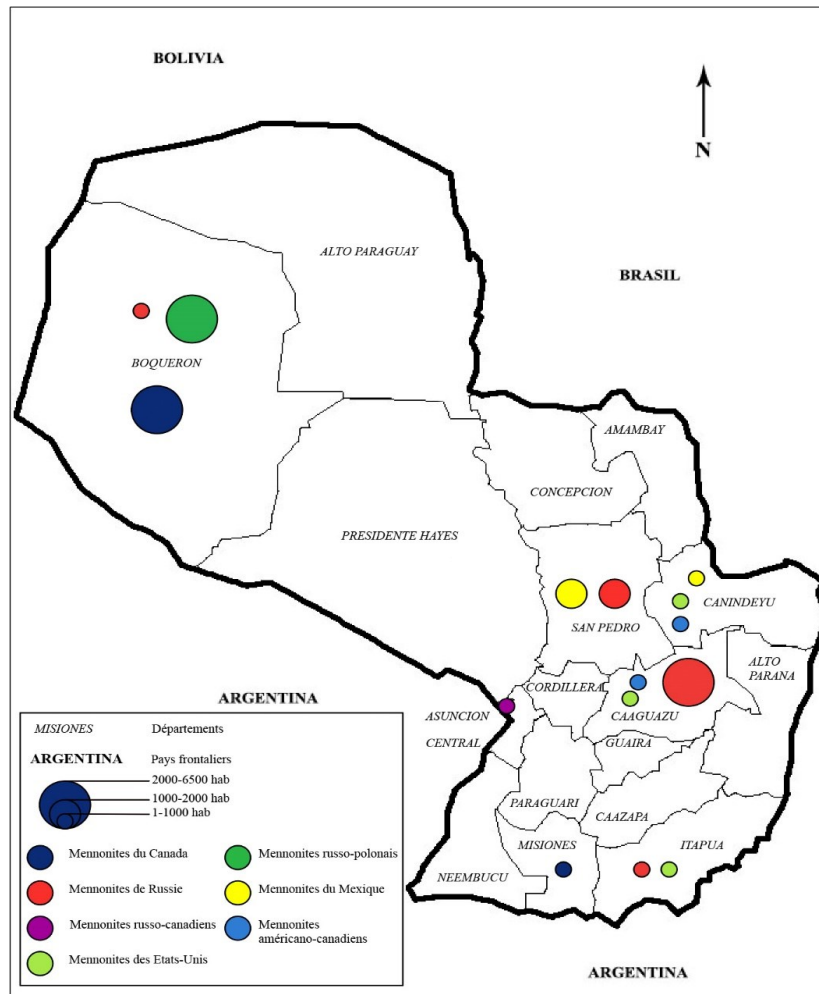 BOLIVIA
N
ALTO PARAGUAY
BRASIL
BOQUERON
AMAMBAY
CONCEPCION
PRESIDENTE HAYES
CANINDEYU
SAN PEDRO
ALTO
PARANA
CORDILLERA
ARGENTINA
ASUNCION
CAAGUAZU
CENTRAL
GUAIRA
PARAGUARI
CAAZAPA
MISIONES
ITAPUA
NEEMBUCU
ARGENTINA
MISIONES Départements
ARGENTINA Pays frontaliers
2000-6500 hab
1000-2000 hab
1-1000 hab
Mennonites du Canada
Mennonites russo-polonais
Mennonites de Russie
Mennonites du Mexique
Mennonites russo-canadiens
Mennonites
américano-canadiens
Mennonites des Etats-Unis